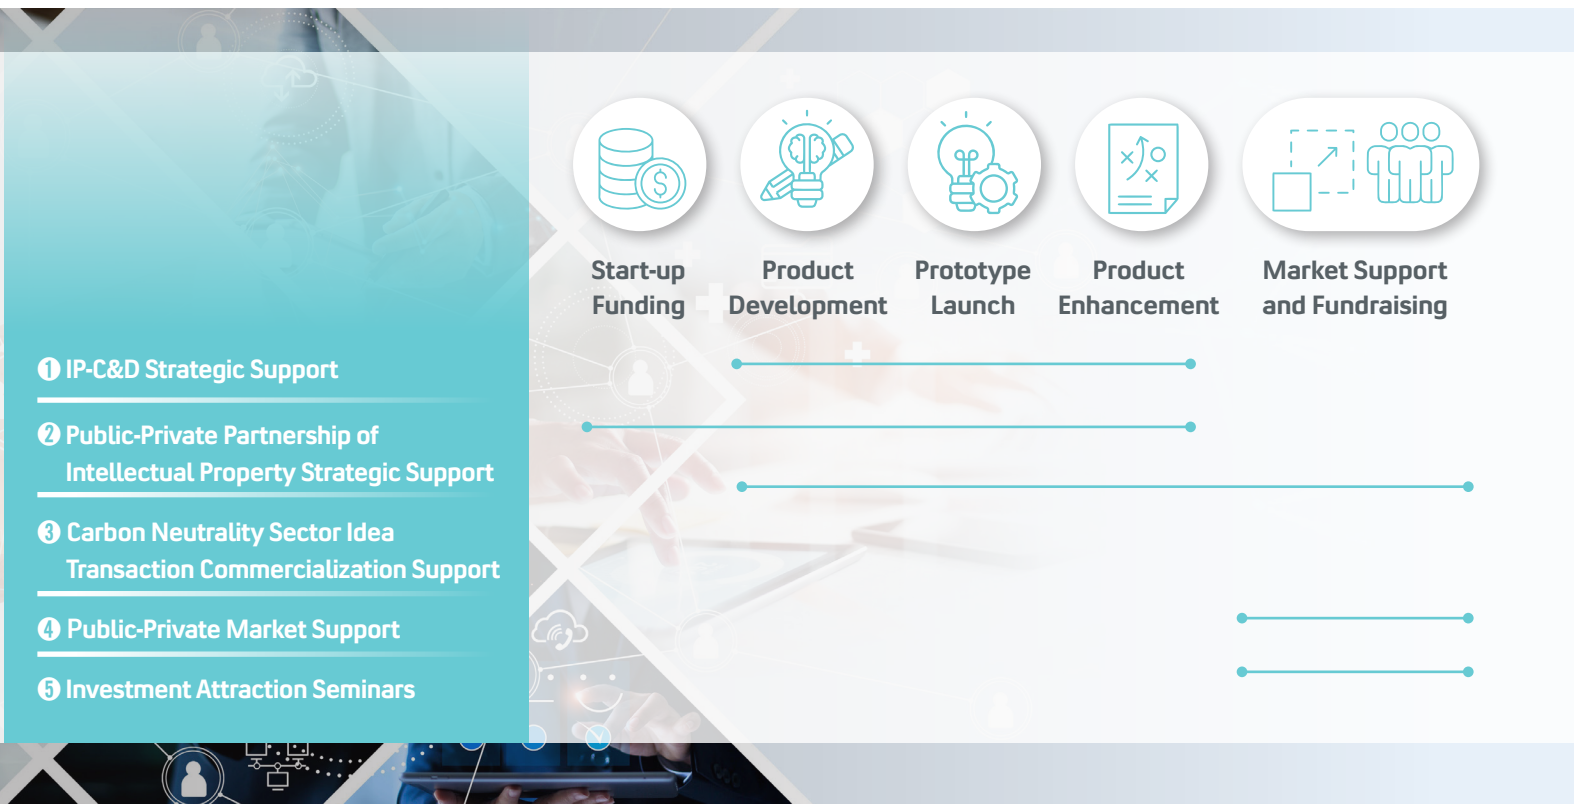 Start-up
Funding
Product
Development
Prototype
Launch
Product
Enhancement
Market Support
and Fundraising
❶ IP-C&D Strategic Support
❷ Public-Private Partnership of
Intellectual Property Strategic Support
❸ Carbon Neutrality Sector Idea
Transaction Commercialization Support
❹ Public-Private Market Support
❺ Investment Attraction Seminars